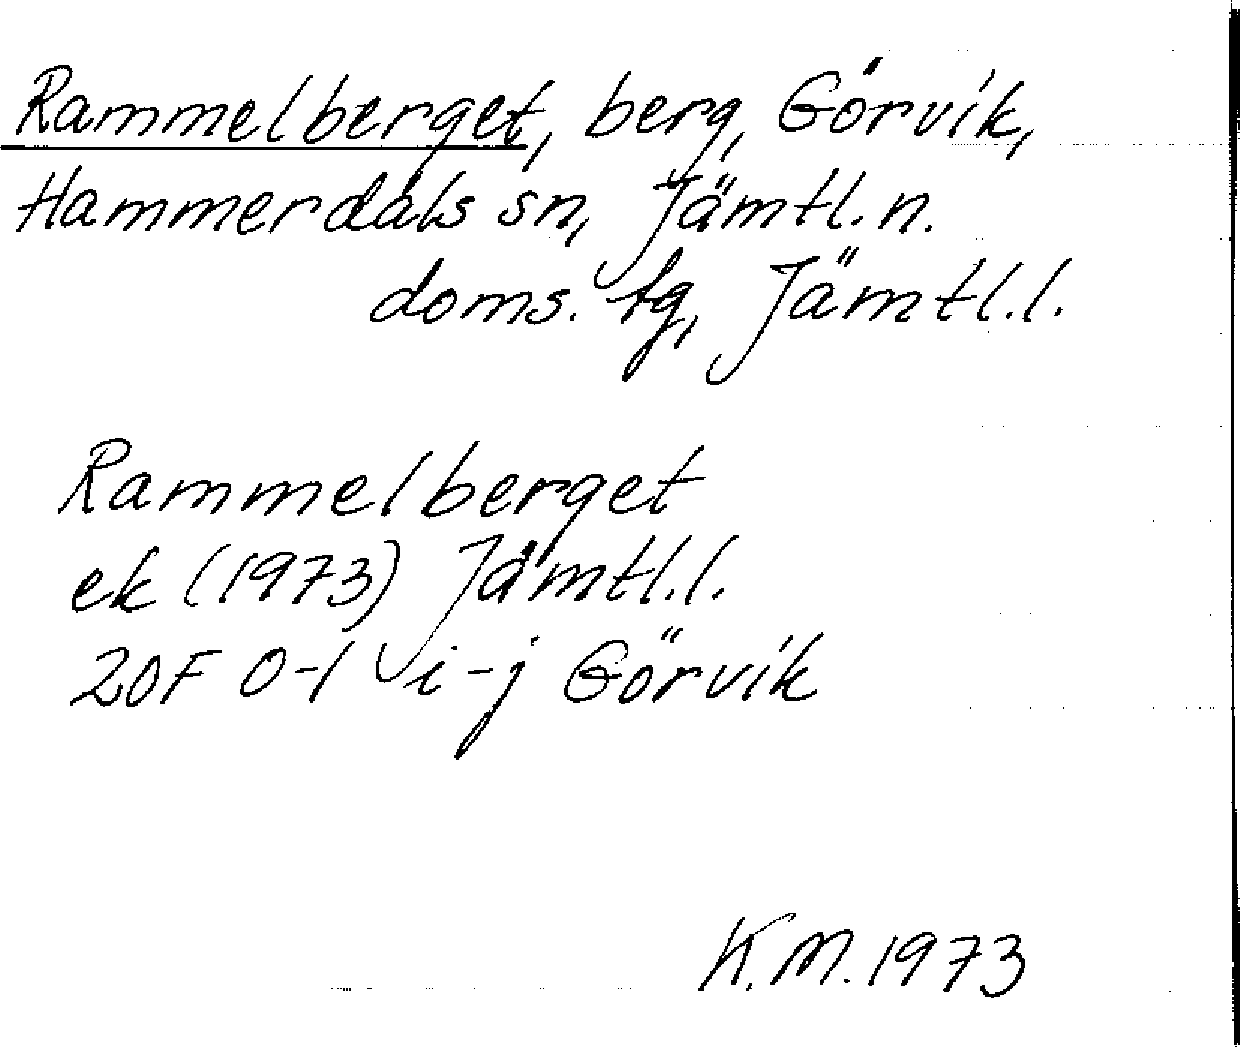 Rammelberget, berg, Görvik,
Hammerdals sn, Jämtl. n.
doms. tg, Jämtl. l.
Rammelberget
ek (1973) Jämtl. l.
20F 0-1 i-j Görvik
K.M. 1973